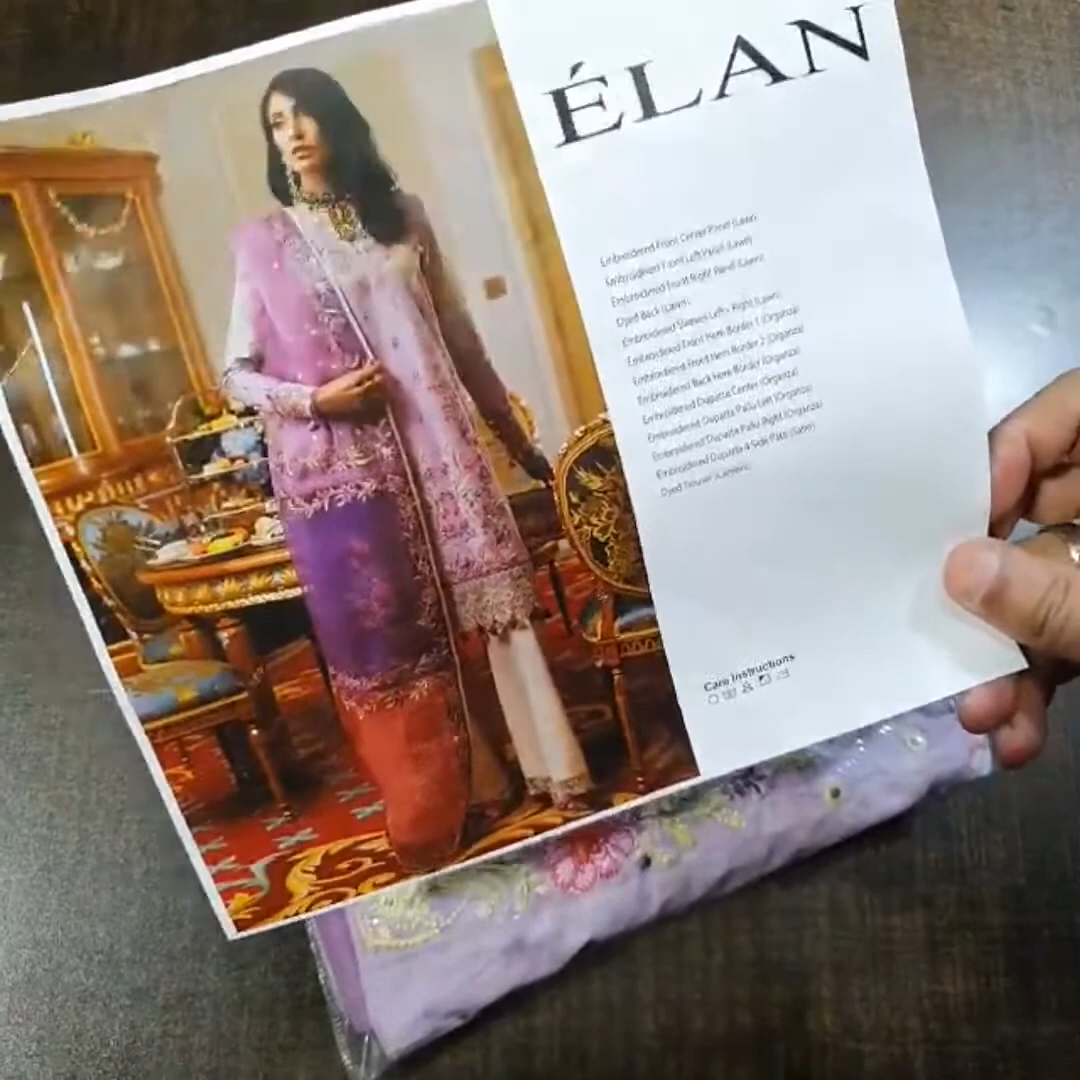 ÉLAN
Embroidered Front Center Panel (Lawn)
Embroidered Front Left Panel (Lawn)
Embroidered Front Right Panel (Lawn)
Dyed Back (Lawn)
Embroidered Sleeves Left + Right (Lawn)
Embroidered Front Hem Border 1 (Organza)
Embroidered Front Hem Border 2 (Organza)
Embroidered Back Hem Border (Organza)
Embroidered Dupatta Center (Organza)
Embroidered Dupatta Pallu Left (Organza)
Embroidered Dupatta Pallu Right (Organza)
Embroidered Dupatta 4 Side Patti (Satin)
Dyed Trouser (Cambric)
Care Instructions